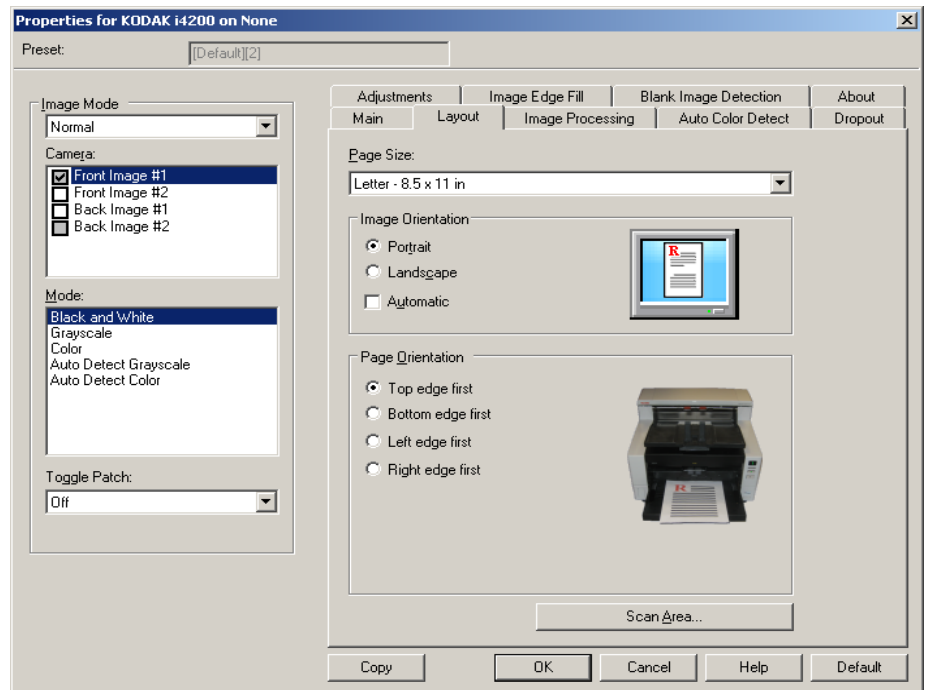 Properties for KODAK i4200 on None
Preset:
[Default][2]
Image Mode
Normal
Camera:
Front Image #1
Front Image #2
Back Image #1
Back Image #2
Mode:
Black and White
Grayscale
Color
Auto Detect Grayscale
Auto Detect Color
Toggle Patch:
Off
Adjustments Image Edge Fill Blank Image Detection About
Main Layout Image Processing Auto Color Detect Dropout
Page Size:
Letter - 8.5 x 11 in
Image Orientation
Portrait
Landscape
Automatic
R
Page Orientation
Top edge first
Bottom edge first
Left edge first
Right edge first
R
Scan Area...
Copy OK Cancel Help Default